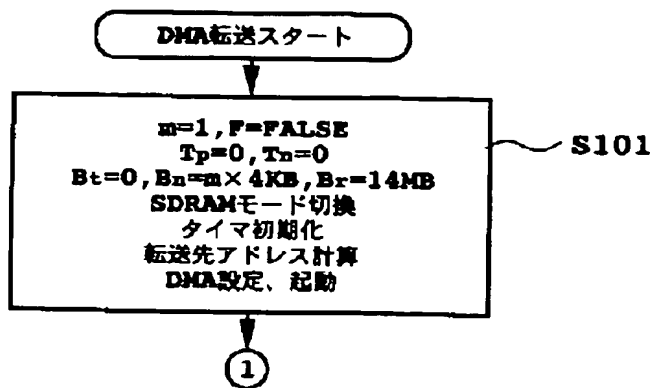 DMA転送スタート
m=1,F=FALSE
Tp=0,Tn=0
Bt=0,Bn=m×4KB,Br=14MB
SDRAMモード切換
タイマ初期化
転送先アドレス計算
DMA設定、起動
S101
1